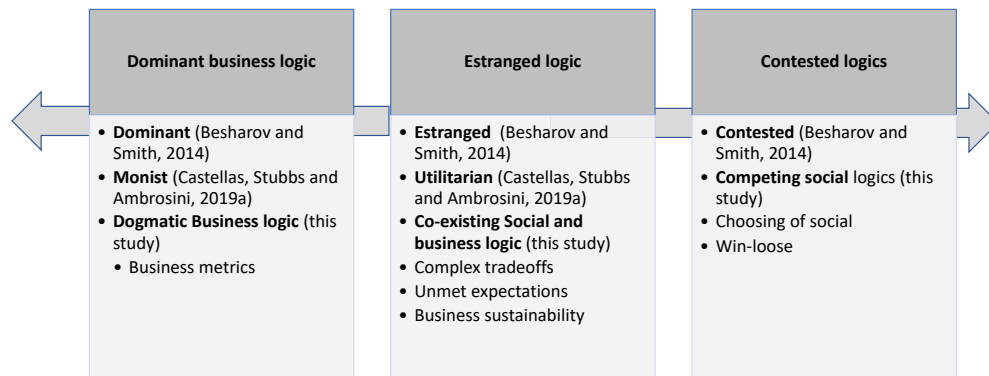 Dominant business logic
• Dominant (Besharov and
Smith, 2014)
• Monist (Castellas, Stubbs and
Ambrosini, 2019a)
• Dogmatic Business logic (this
study)
• Business metrics
Estranged logic
• Estranged (Besharov and
Smith, 2014)
• Utilitarian (Castellas, Stubbs
and Ambrosini, 2019a)
• Co-existing Social and
business logic (this study)
• Complex tradeoffs
• Unmet expectations
• Business sustainability
Contested logics
• Contested (Besharov and
Smith, 2014)
• Competing social logics (this
study)
• Choosing of social
• Win-loose